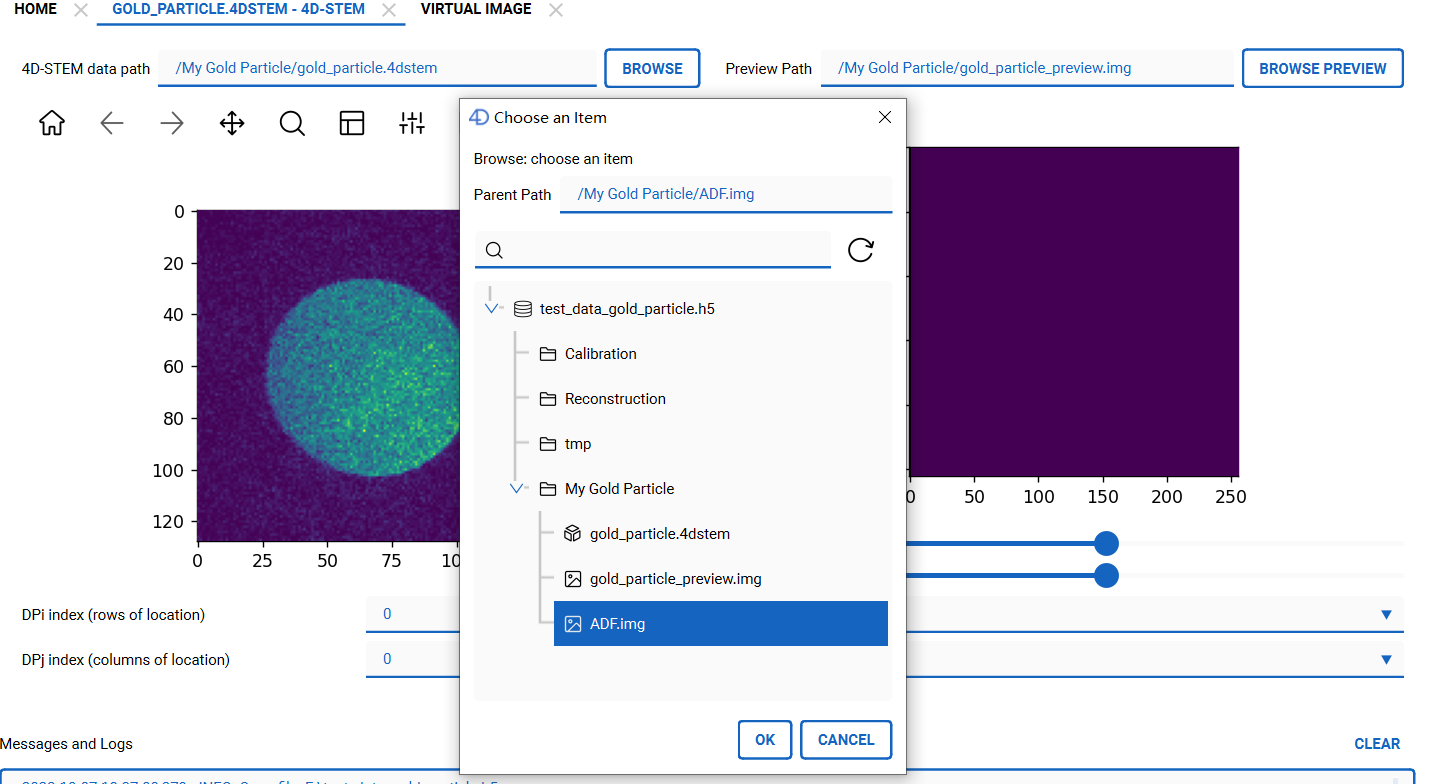 HOME
GOLD_PARTICLE.4DSTEM - 4D-STEM
VIRTUAL IMAGE
4D-STEM data path
/My Gold Particle/gold_particle.4dstem
BROWSE
Preview Path
/My Gold Particle/gold_particle_preview.img
BROWSE PREVIEW
4D Choose an Item
Browse: choose an item
Parent Path
/My Gold Particle/ADF.img
test_data_gold_particle.h5
Calibration
Reconstruction
tmp
My Gold Particle
gold_particle.4dstem
gold_particle_preview.img
ADF.img
OK
CANCEL
0
20
40
60
80
100
120
0 25 50 75 10
0 50 100 150 200 250
DPi index (rows of location)
0
DPj index (columns of location)
0
Messages and Logs
CLEAR